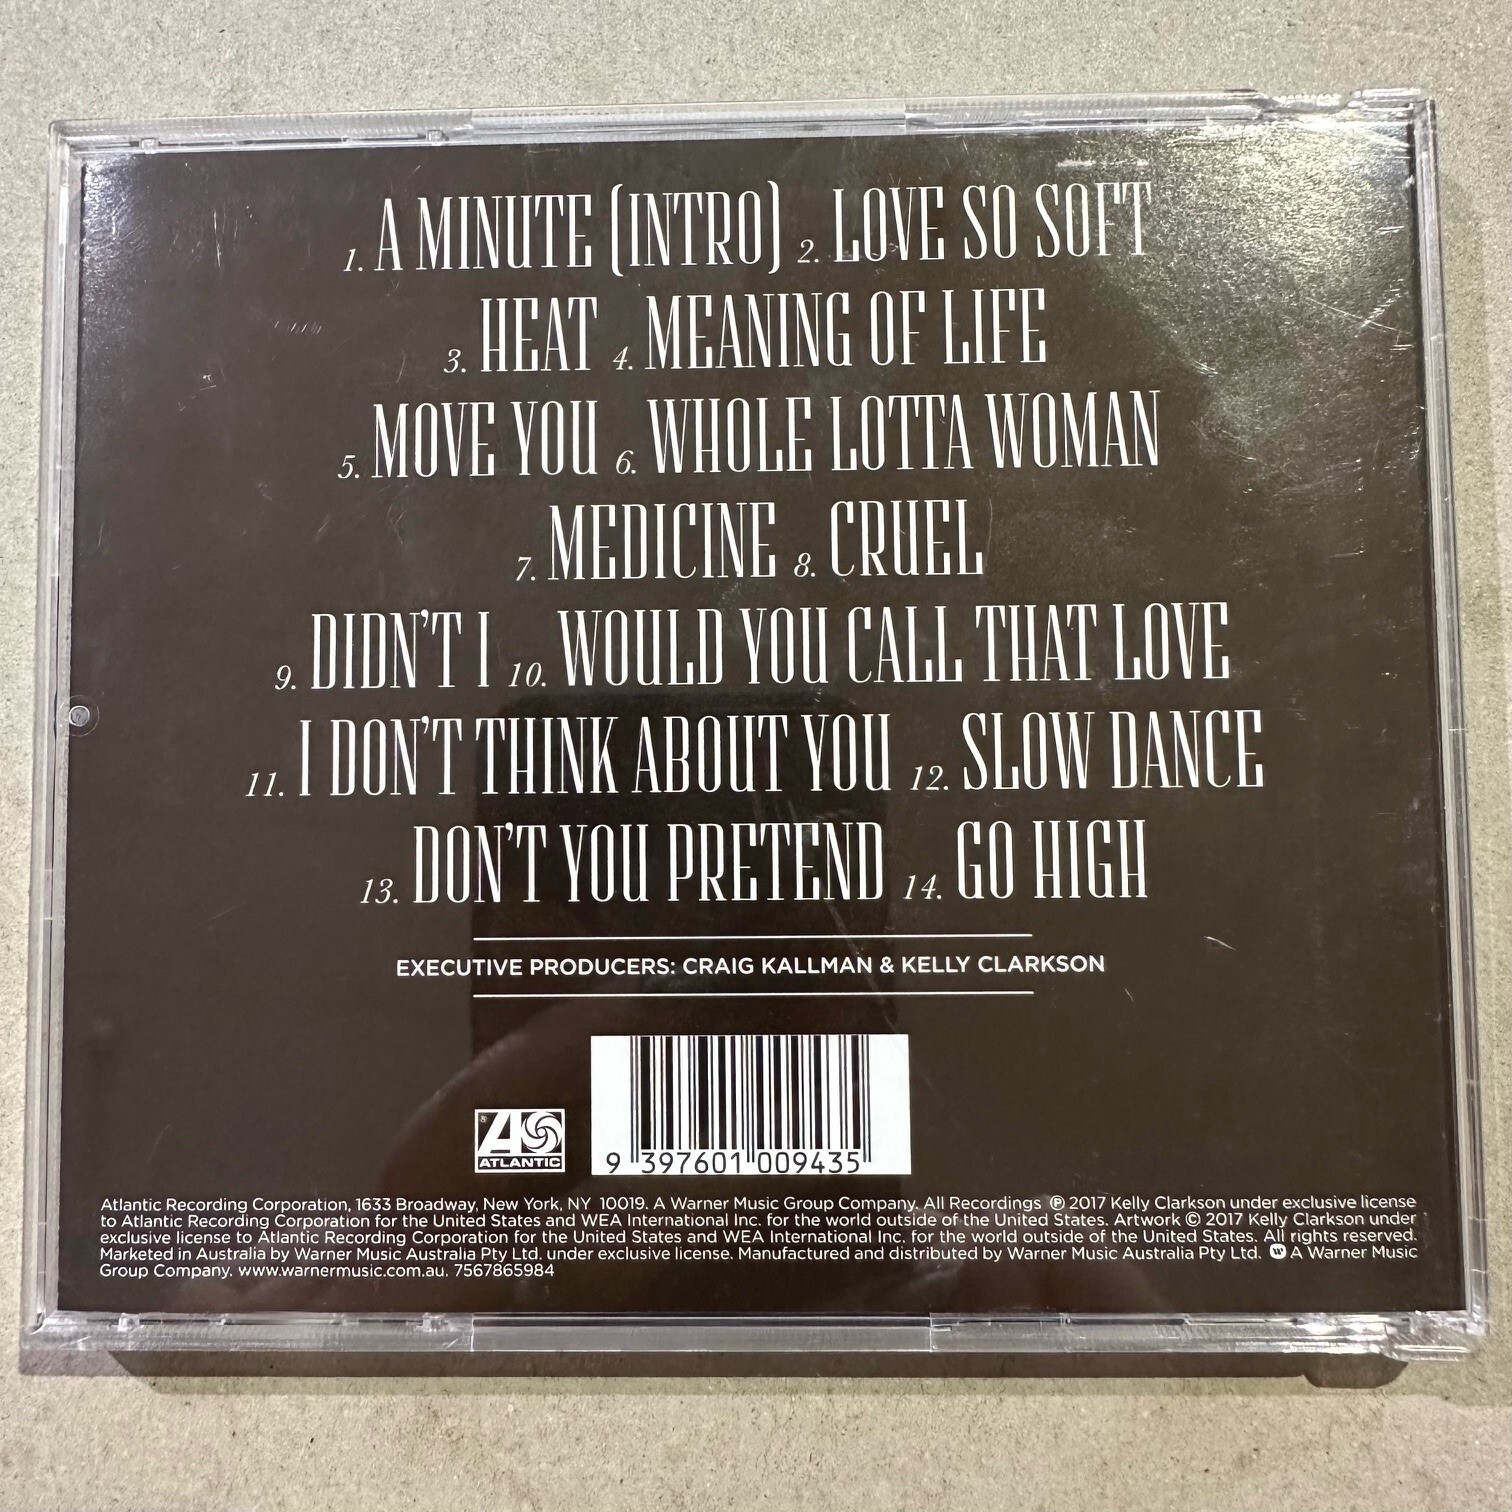 1. A MINUTE (INTRO) 2. LOVE SO SOFT
3. HEAT 4. MEANING OF LIFE
5. MOVE YOU 6. WHOLE LOTTA WOMAN
7. MEDICINE 8. CRUEL
9. DIDN'T I 10. WOULD YOU CALL THAT LOVE
11. I DON'T THINK ABOUT YOU 12. SLOW DANCE
13. DON'T YOU PRETEND 14. GO HIGH
EXECUTIVE PRODUCERS: CRAIG KALLMAN & KELLY CLARKSON
ATLANTIC
9 397601 009435
Atlantic Recording Corporation, 1633 Broadway, New York, NY 10019. A Warner Music Group Company. All Recordings ℗ 2017 Kelly Clarkson under exclusive license
to Atlantic Recording Corporation for the United States and WEA International Inc. for the world outside of the United States. Artwork © 2017 Kelly Clarkson under
exclusive license to Atlantic Recording Corporation for the United States and WEA International Inc. for the world outside of the United States. All rights reserved.
Marketed in Australia by Warner Music Australia Pty Ltd. under exclusive license. Manufactured and distributed by Warner Music Australia Pty Ltd. A Warner Music
Group Company. www.warnermusic.com.au. 7567865984